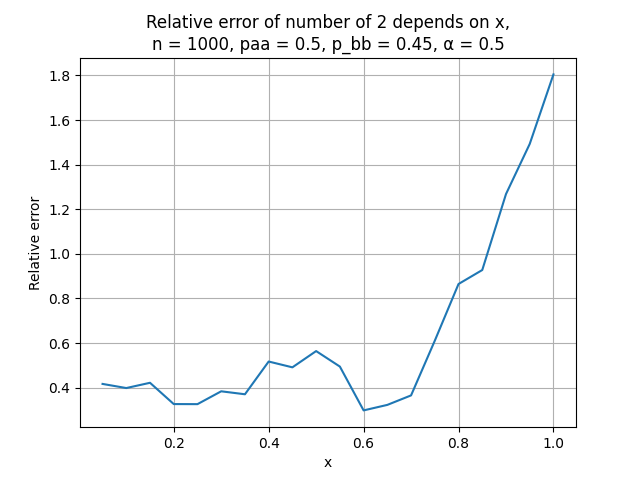 Relative error of number of 2 depends on x,
n = 1000, paa = 0.5, p_bb = 0.45, α = 0.5
Relative error
1.8
1.6
1.4
1.2
1.0
0.8
0.6
0.4
0.2 0.4 0.6 0.8 1.0
x